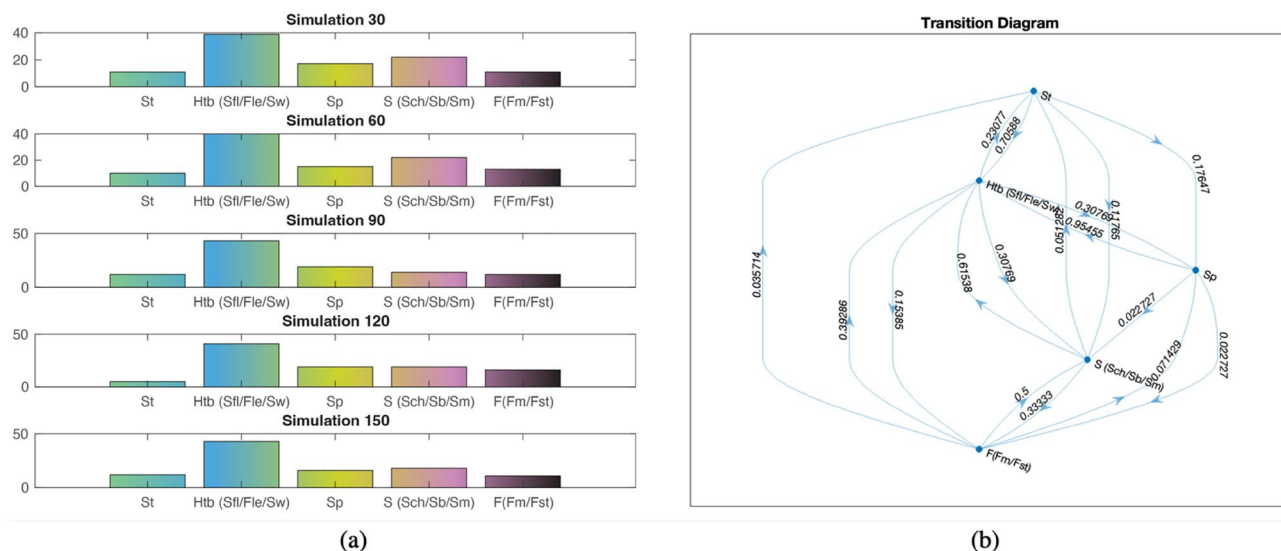 Simulation 30
40
20
0
St Htb (Sfl/Fle/Sw) Sp S (Sch/Sb/Sm) F(Fm/Fst)
Simulation 60
40
20
0
St Htb (Sfl/Fle/Sw) Sp S (Sch/Sb/Sm) F(Fm/Fst)
Simulation 90
50
0
St Htb (Sfl/Fle/Sw) Sp S (Sch/Sb/Sm) F(Fm/Fst)
Simulation 120
50
0
St Htb (Sfl/Fle/Sw) Sp S (Sch/Sb/Sm) F(Fm/Fst)
Simulation 150
50
0
St Htb (Sfl/Fle/Sw) Sp S (Sch/Sb/Sm) F(Fm/Fst)
(a)
Transition Diagram
St
0.23077
0.70588
0.17647
Htb (Sfl/Fle/Sw)
0.30769
0.95455
0.051282
0.11765
Sp
0.035714
0.39286
0.15385
0.61538
0.30769
0.022727
0.022727
0.071429
S (Sch/Sb/Sm)
0.5
0.33333
F(Fm/Fst)
(b)